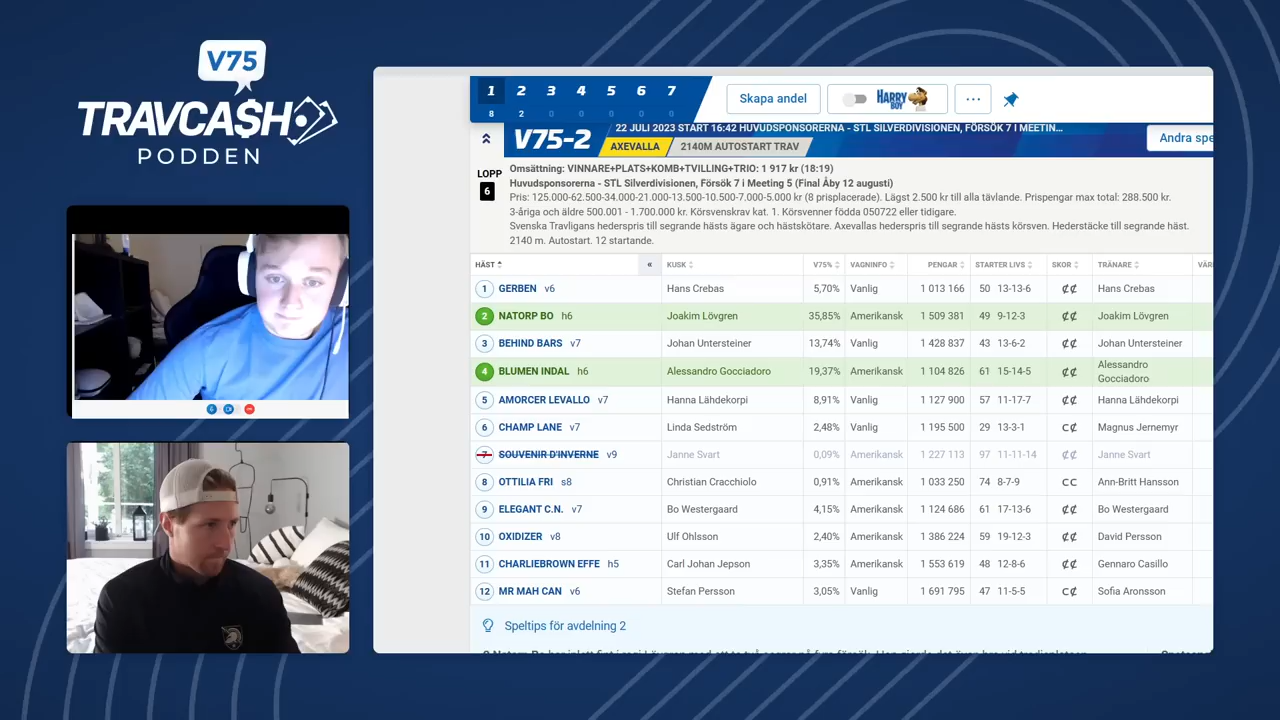 V75
TRAVCA$H
PODDEN
1 2 3 4 5 6 7
8 2 0 0 0 0 0
Skapa andel
HARRY BOY
...
V75-2
22 JULI 2023 START 16:42 HUVUDSPONSORERNA - STL SILVERDIVISIONEN, FÖRSÖK 7 I MEETIN...
AXEVALLA
2140M AUTOSTART TRAV
Andra spe
LOPP
6
Omsättning: VINNARE+PLATS+KOMB+TVILLING+TRIO: 1 917 kr (18:19)
Huvudsponsorerna - STL Silverdivisionen, Försök 7 i Meeting 5 (Final Åby 12 augusti)
Pris: 125.000-62.500-34.000-21.000-13.500-10.500-7.000-5.000 kr (8 prisplacerade). Lägst 2.500 kr till alla tävlande. Prispengar max total: 288.500 kr.
3-åriga och äldre 500.001 - 1.700.000 kr. Körsvenskrav kat. 1. Körsvenner födda 050722 eller tidigare.
Svenska Travligans hederspris till segrande hästs ägare och hästskötare. Axevallas hederspris till segrande hästs körsven. Hederstäcke till segrande häst.
2140 m. Autostart. 12 startande.
HÄST « KUSK V75% VAGNINFO PENGAR STARTER LIVS SKOR TRÄNARE VÄR
1 GERBEN v6 Hans Crebas 5,70% Vanlig 1 013 166 50 13-13-6 ȼȼ Hans Crebas
2 NATORP BO h6 Joakim Lövgren 35,85% Amerikansk 1 509 381 49 9-12-3 ȼȼ Joakim Lövgren
3 BEHIND BARS v7 Johan Untersteiner 13,74% Vanlig 1 428 837 43 13-6-2 ȼȼ Johan Untersteiner
4 BLUMEN INDAL h6 Alessandro Gocciadoro 19,37% Amerikansk 1 104 826 61 15-14-5 ȼȼ Alessandro Gocciadoro
5 AMORCER LEVALLO v7 Hanna Lähdekorpi 8,91% Vanlig 1 127 900 57 11-17-7 ȼȼ Hanna Lähdekorpi
6 CHAMP LANE v7 Linda Sedström 2,48% Vanlig 1 195 500 29 13-3-1 cȼ Magnus Jernemyr
7 SOUVENIR D'INVERNE v9 Janne Svart 0,09% Amerikansk 1 227 113 97 11-11-14 ȼȼ Janne Svart
8 OTTILIA FRI s8 Christian Cracchiolo 0,91% Amerikansk 1 033 250 74 8-7-9 cc Ann-Britt Hansson
9 ELEGANT C.N. v7 Bo Westergaard 4,15% Amerikansk 1 124 686 61 17-13-6 ȼȼ Bo Westergaard
10 OXIDIZER v8 Ulf Ohlsson 2,40% Amerikansk 1 386 224 59 19-12-3 ȼȼ David Persson
11 CHARLIEBROWN EFFE h5 Carl Johan Jepson 3,35% Amerikansk 1 553 619 48 12-8-6 ȼȼ Gennaro Casillo
12 MR MAH CAN v6 Stefan Persson 3,05% Vanlig 1 691 795 47 11-5-5 cȼ Sofia Aronsson
Speltips för avdelning 2